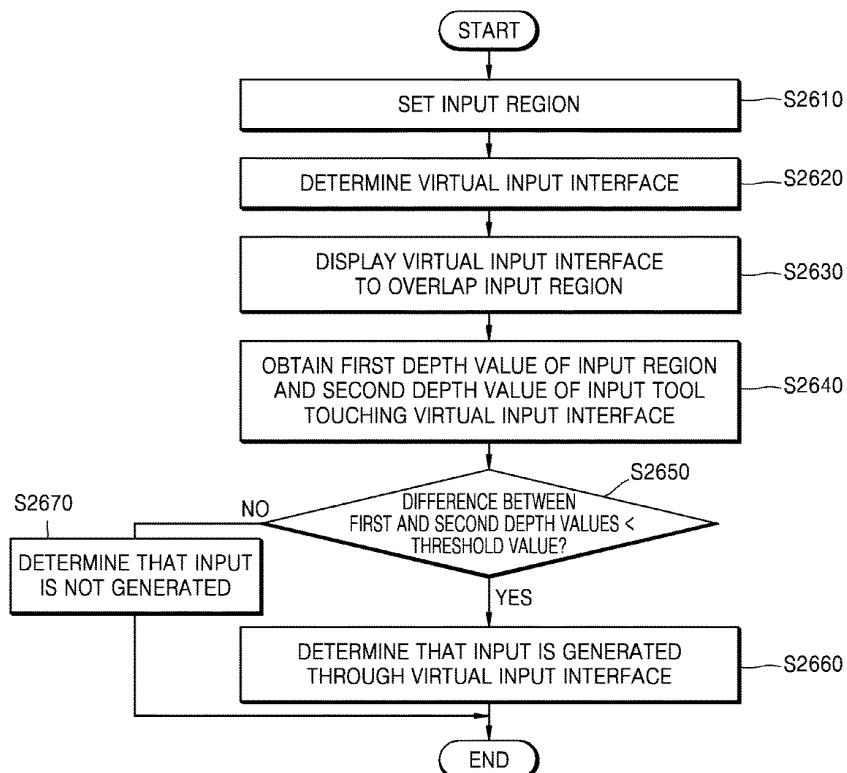 START
SET INPUT REGION
S2610
DETERMINE VIRTUAL INPUT INTERFACE
S2620
DISPLAY VIRTUAL INPUT INTERFACE
TO OVERLAP INPUT REGION
S2630
OBTAIN FIRST DEPTH VALUE OF INPUT REGION
AND SECOND DEPTH VALUE OF INPUT TOOL
TOUCHING VIRTUAL INPUT INTERFACE
S2640
S2650
DIFFERENCE BETWEEN
FIRST AND SECOND DEPTH VALUES <
THRESHOLD VALUE?
NO
S2670
DETERMINE THAT INPUT
IS NOT GENERATED
YES
DETERMINE THAT INPUT IS GENERATED
THROUGH VIRTUAL INPUT INTERFACE
S2660
END